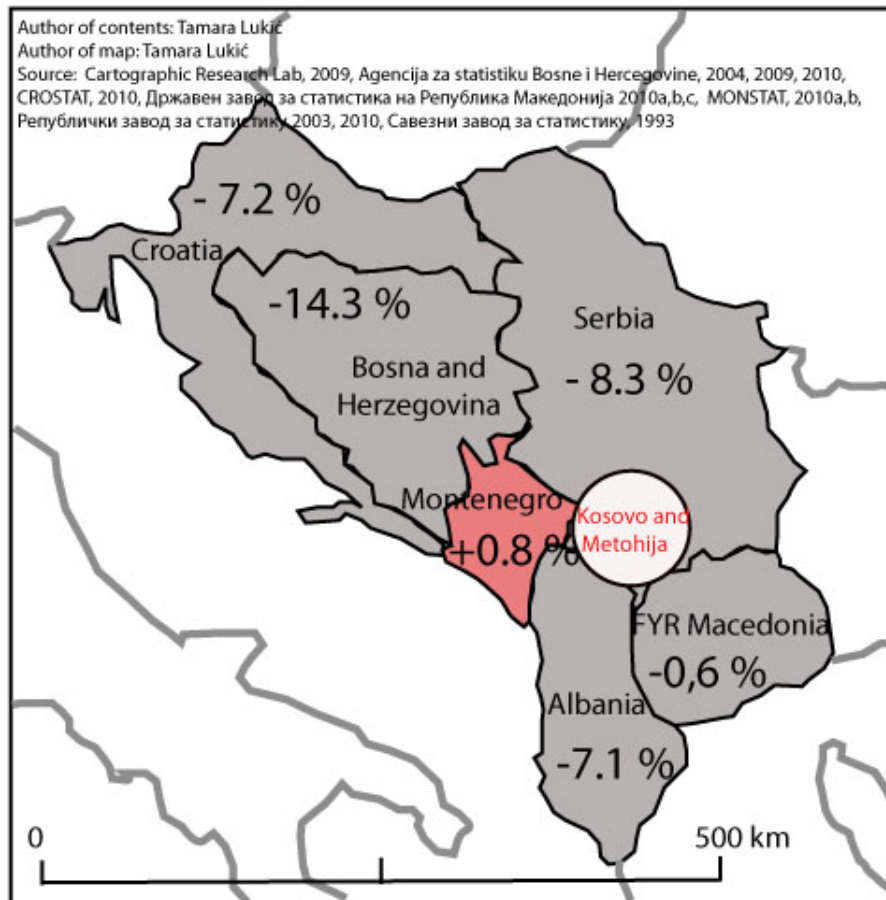 Author of contents: Tamara Lukić
Author of map: Tamara Lukić
Source: Cartographic Research Lab, 2009, Agencija za statistiku Bosne i Hercegovine, 2004, 2009, 2010,
CROSTAT, 2010, Државен завод за статистика на Република Македонија 2010a,b,c, MONSTAT, 2010a,b,
Републички завод за статистику 2003, 2010, Савезни завод за статистику, 1993
- 7.2 %
Croatia
-14.3 %
Bosna and
Herzegovina
Serbia
- 8.3 %
Montenegro
+0.8 %
Kosovo and
Metohija
FYR Macedonia
-0,6 %
Albania
-7.1 %
0
500 km